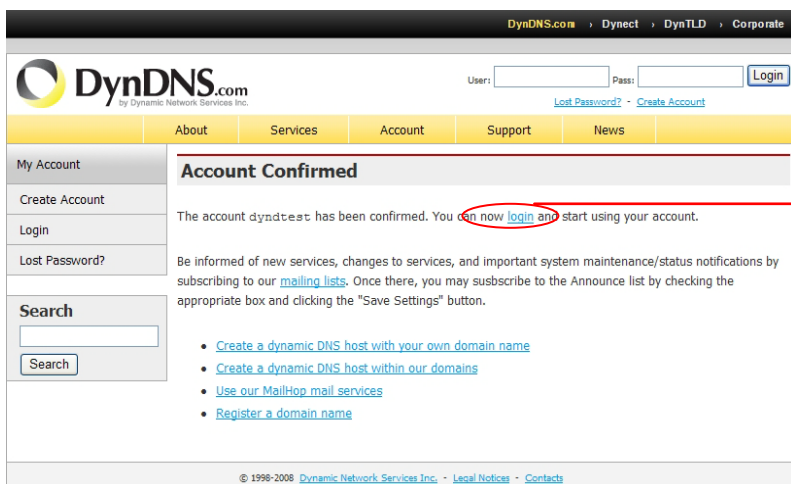 DynDNS.com › Dynect › DynTLD › Corporate
DynDNS.com
by Dynamic Network Services Inc.
User: Pass: Login
Lost Password? - Create Account
About Services Account Support News
My Account
Create Account
Login
Lost Password?
Search
Search
Account Confirmed
The account dyndtest has been confirmed. You can now login and start using your account.
Be informed of new services, changes to services, and important system maintenance/status notifications by
subscribing to our mailing lists. Once there, you may susbscribe to the Announce list by checking the
appropriate box and clicking the "Save Settings" button.
• Create a dynamic DNS host with your own domain name
• Create a dynamic DNS host within our domains
• Use our MailHop mail services
• Register a domain name
© 1998-2008 Dynamic Network Services Inc. - Legal Notices - Contacts